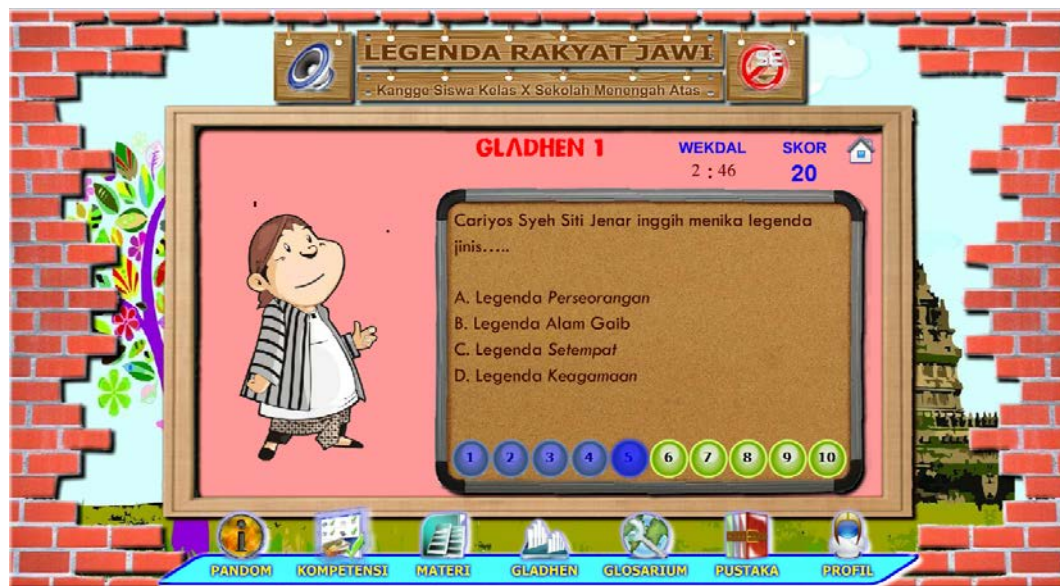 LEGENDA RAKYAT JAWI
Kangge Siswa Kelas X Sekolah Menengah Atas
GLADHEN 1
WEKDAL
SKOR
2 : 46
20
Cariyos Syeh Siti Jenar inggih menika legenda
jinis.....
A. Legenda Perseorangan
B. Legenda Alam Gaib
C. Legenda Setempat
D. Legenda Keagamaan
1 2 3 4 5 6 7 8 9 10
PANDOM KOMPETENSI MATERI GLADHEN GLOSARIUM PUSTAKA PROFIL